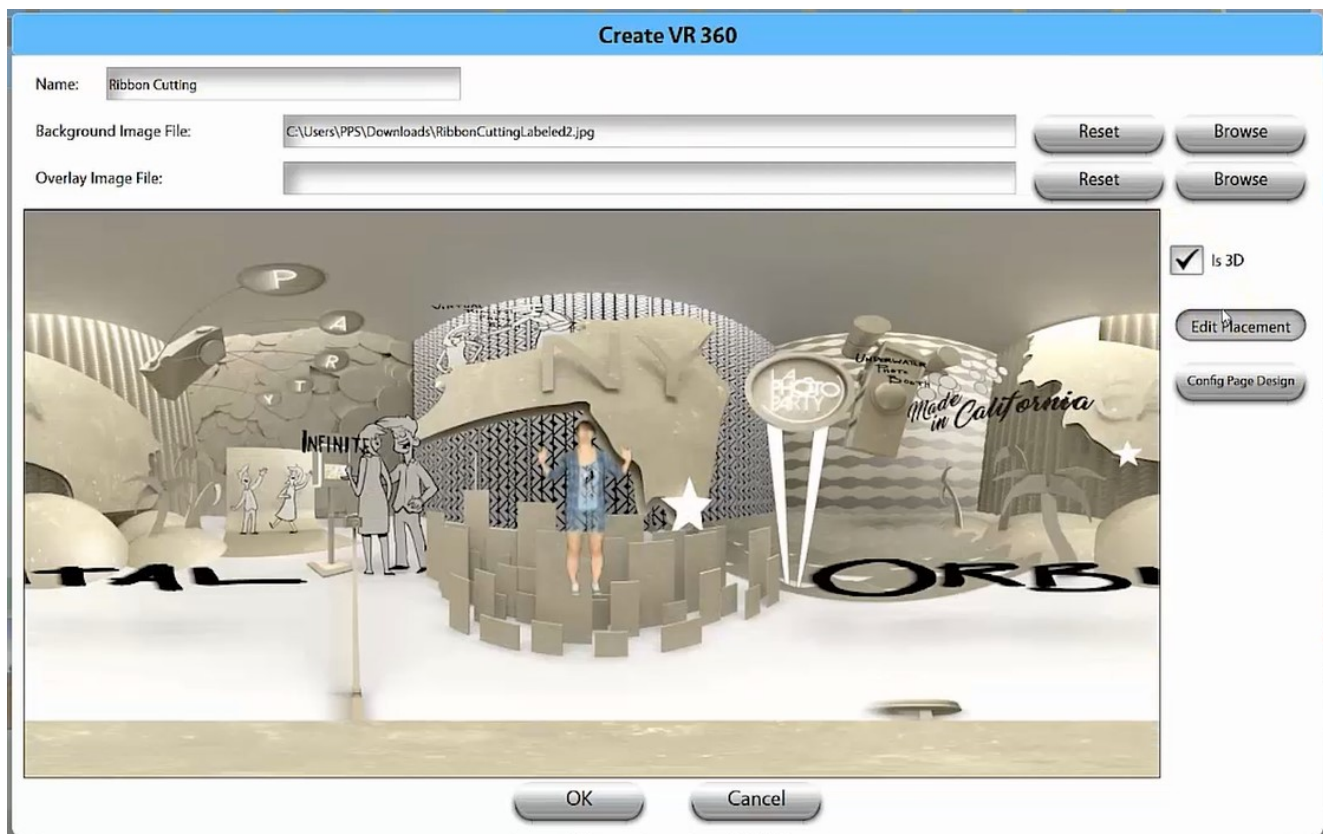 Create VR 360
Name:
Ribbon Cutting
Background Image File:
C:\Users\PPS\Downloads\RibbonCuttingLabeled2.jpg
Reset
Browse
Overlay Image File:
Reset
Browse
Is 3D
Edit Placement
Config Page Design
P
A
R
T
Y
VIRTUAL
NY
INFINITE
LA
PHOTO
PARTY
UNDERWATER
PHOTO
BOOTH
Made
in California
TAL
ORB
OK
Cancel